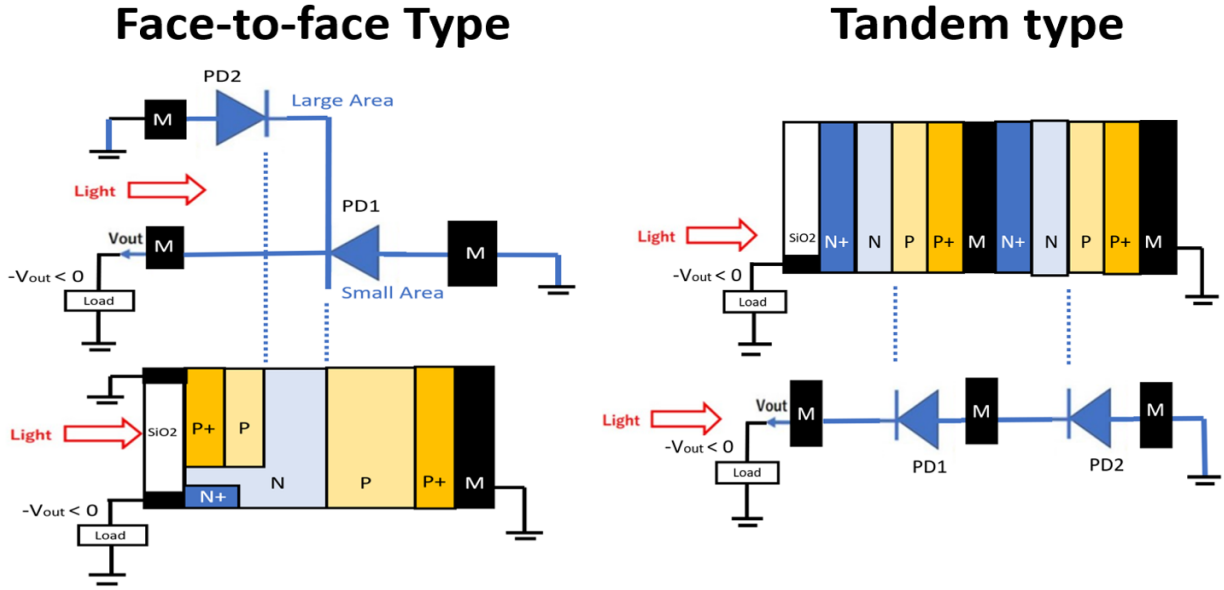 Face-to-face Type
PD2
M
Large Area
Light
PD1
Vout
M
M
-Vout < 0
Load
Small Area
SiO2
P+
P
Light
N
P
P+
M
N+
-Vout < 0
Load
Tandem type
Light
SiO2
N+
N
P
P+
M
N+
N
P
P+
M
-Vout < 0
Load
Light
Vout
M
M
M
-Vout < 0
PD1
PD2
Load